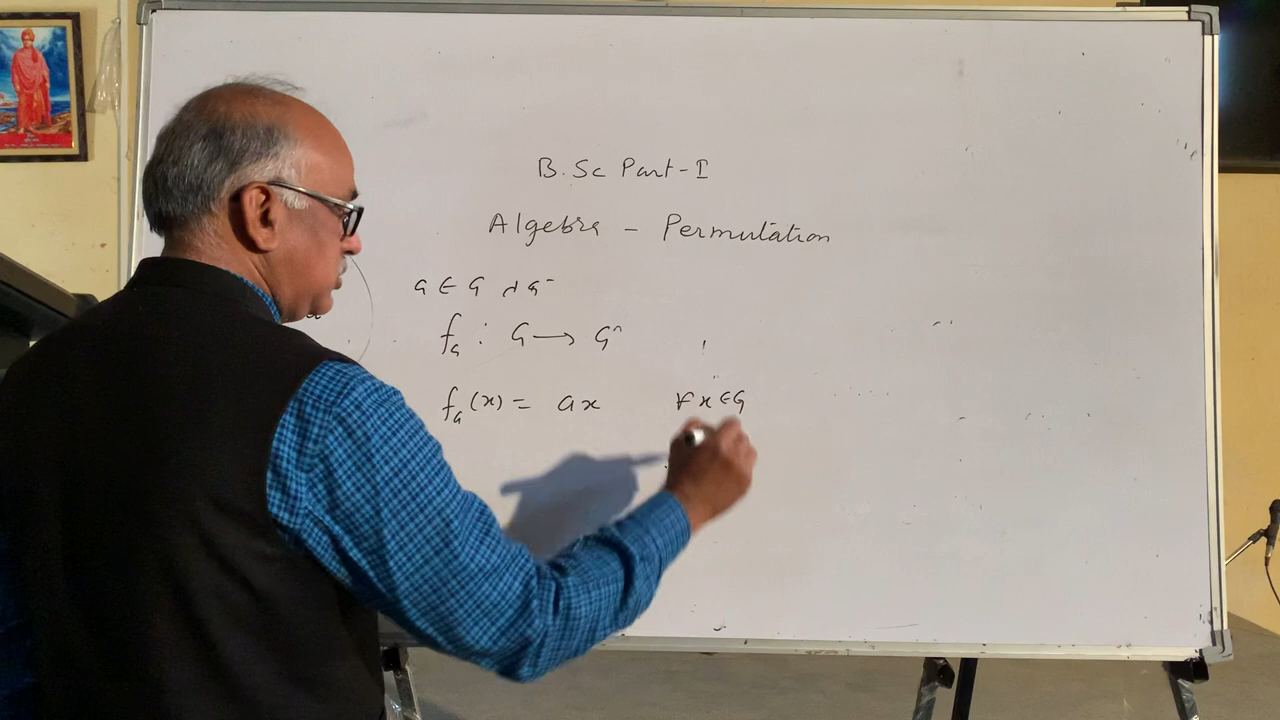 B.Sc Part-I
Algebra - Permutation
a ∈ G
f_a : G → G
f_a(x) = ax ∀ x ∈ G